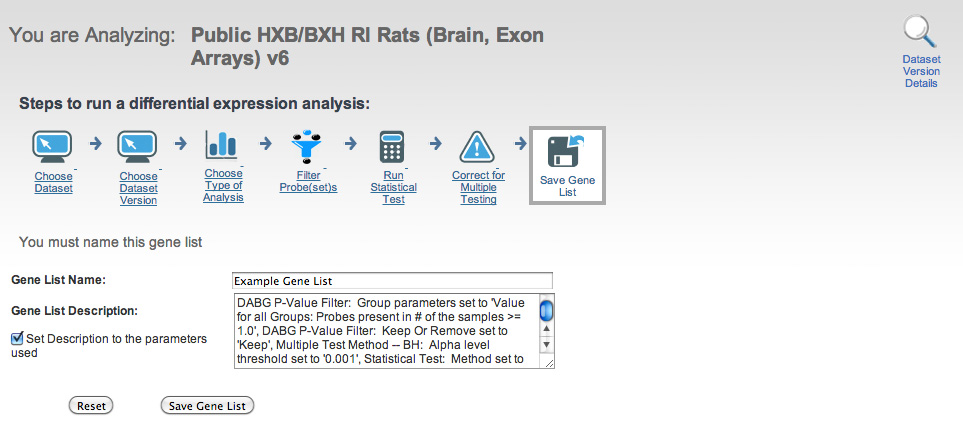 You are Analyzing: Public HXB/BXH RI Rats (Brain, Exon
Arrays) v6
Dataset
Version
Details
Steps to run a differential expression analysis:
Choose
Dataset
Choose
Dataset
Version
Choose
Type of
Analysis
Filter
Probe(set)s
Run
Statistical
Test
Correct for
Multiple
Testing
Save Gene
List
You must name this gene list
Gene List Name:
Example Gene List
Gene List Description:
Set Description to the parameters
used
DABG P-Value Filter: Group parameters set to 'Value
for all Groups: Probes present in # of the samples >=
1.0', DABG P-Value Filter: Keep Or Remove set to
'Keep', Multiple Test Method -- BH: Alpha level
threshold set to '0.001', Statistical Test: Method set to
Reset
Save Gene List